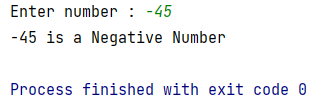 Enter number : -45
-45 is a Negative Number
Process finished with exit code 0